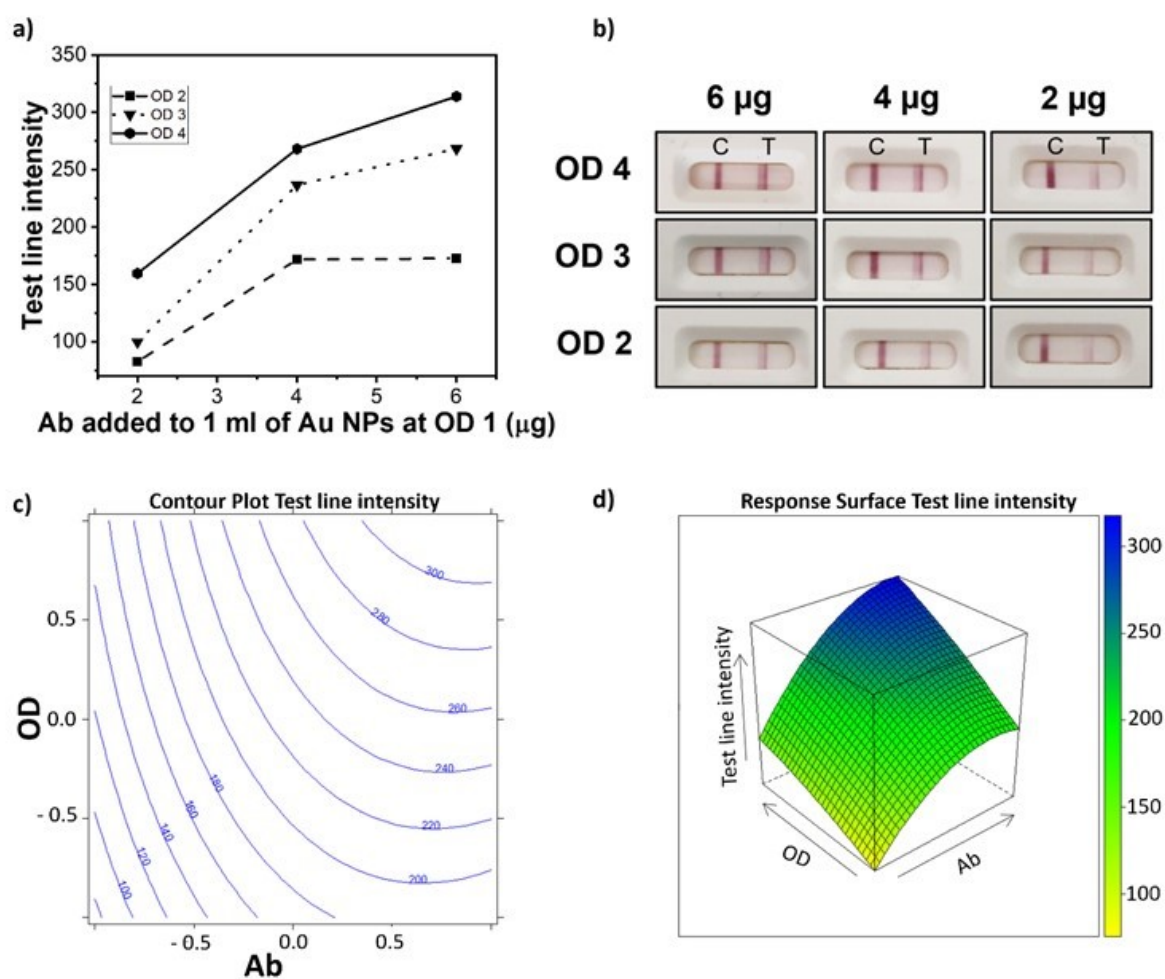 a)
350
300
250
200
150
100
2 3 4 5 6
Test line intensity
OD 2
OD 3
OD 4
Ab added to 1 ml of Au NPs at OD 1 (µg)
b)
6 µg 4 µg 2 µg
OD 4
C T C T C T
OD 3
OD 2
c)
Contour Plot Test line intensity
OD
0.5
0.0
- 0.5
- 0.5 0.0 0.5
Ab
100
120
140
160
180
200
220
240
260
280
300
d)
Response Surface Test line intensity
Test line intensity
OD
Ab
300
250
200
150
100